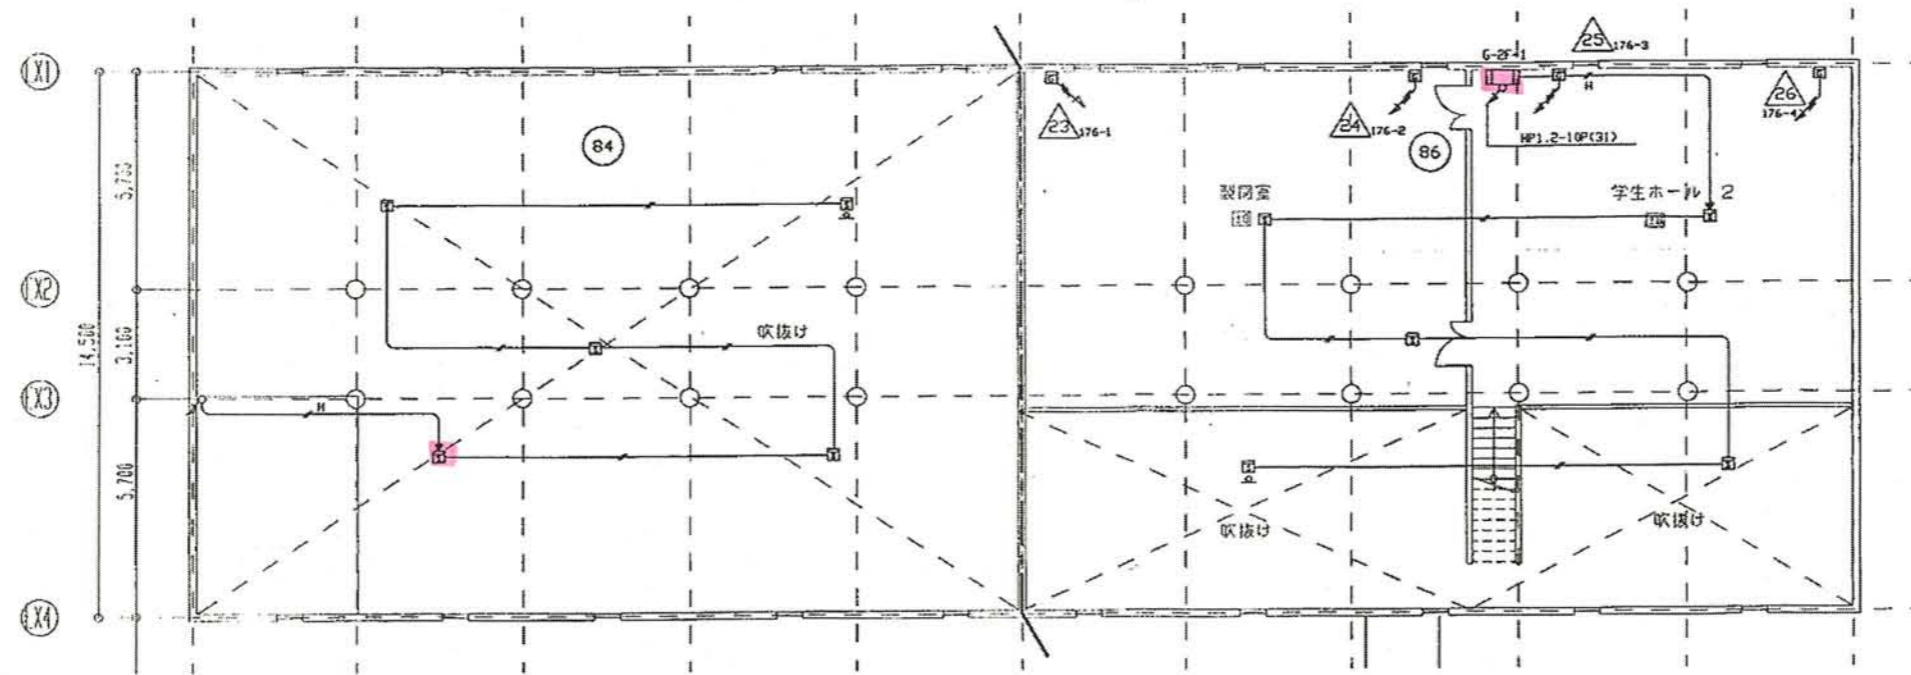 X1
X2
X3
X4
5,700
3,100
5,700
14,500
84
吹抜け
G-2F-1
25
176-3
23
176-1
24
176-2
86
26
176-4
H
HP1.2-10P(31)
製図室
学生ホール 2
H
吹抜け
吹抜け